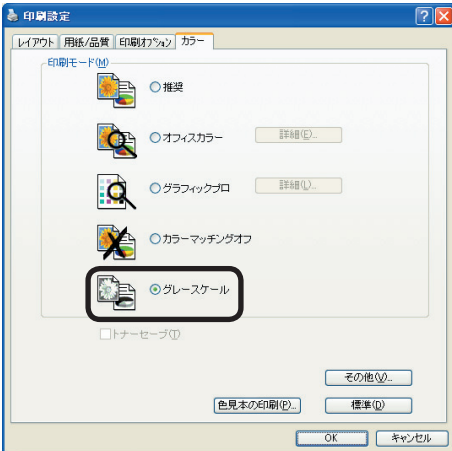 印刷設定
レイアウト 用紙/品質 印刷オプション カラー
印刷モード(M)
推奨
オフィスカラー 詳細(E)...
グラフィックプロ 詳細(L)...
カラーマッチングオフ
グレースケール
トナーセーブ(T)
その他(V)...
色見本の印刷(P)... 標準(D)
OK キャンセル